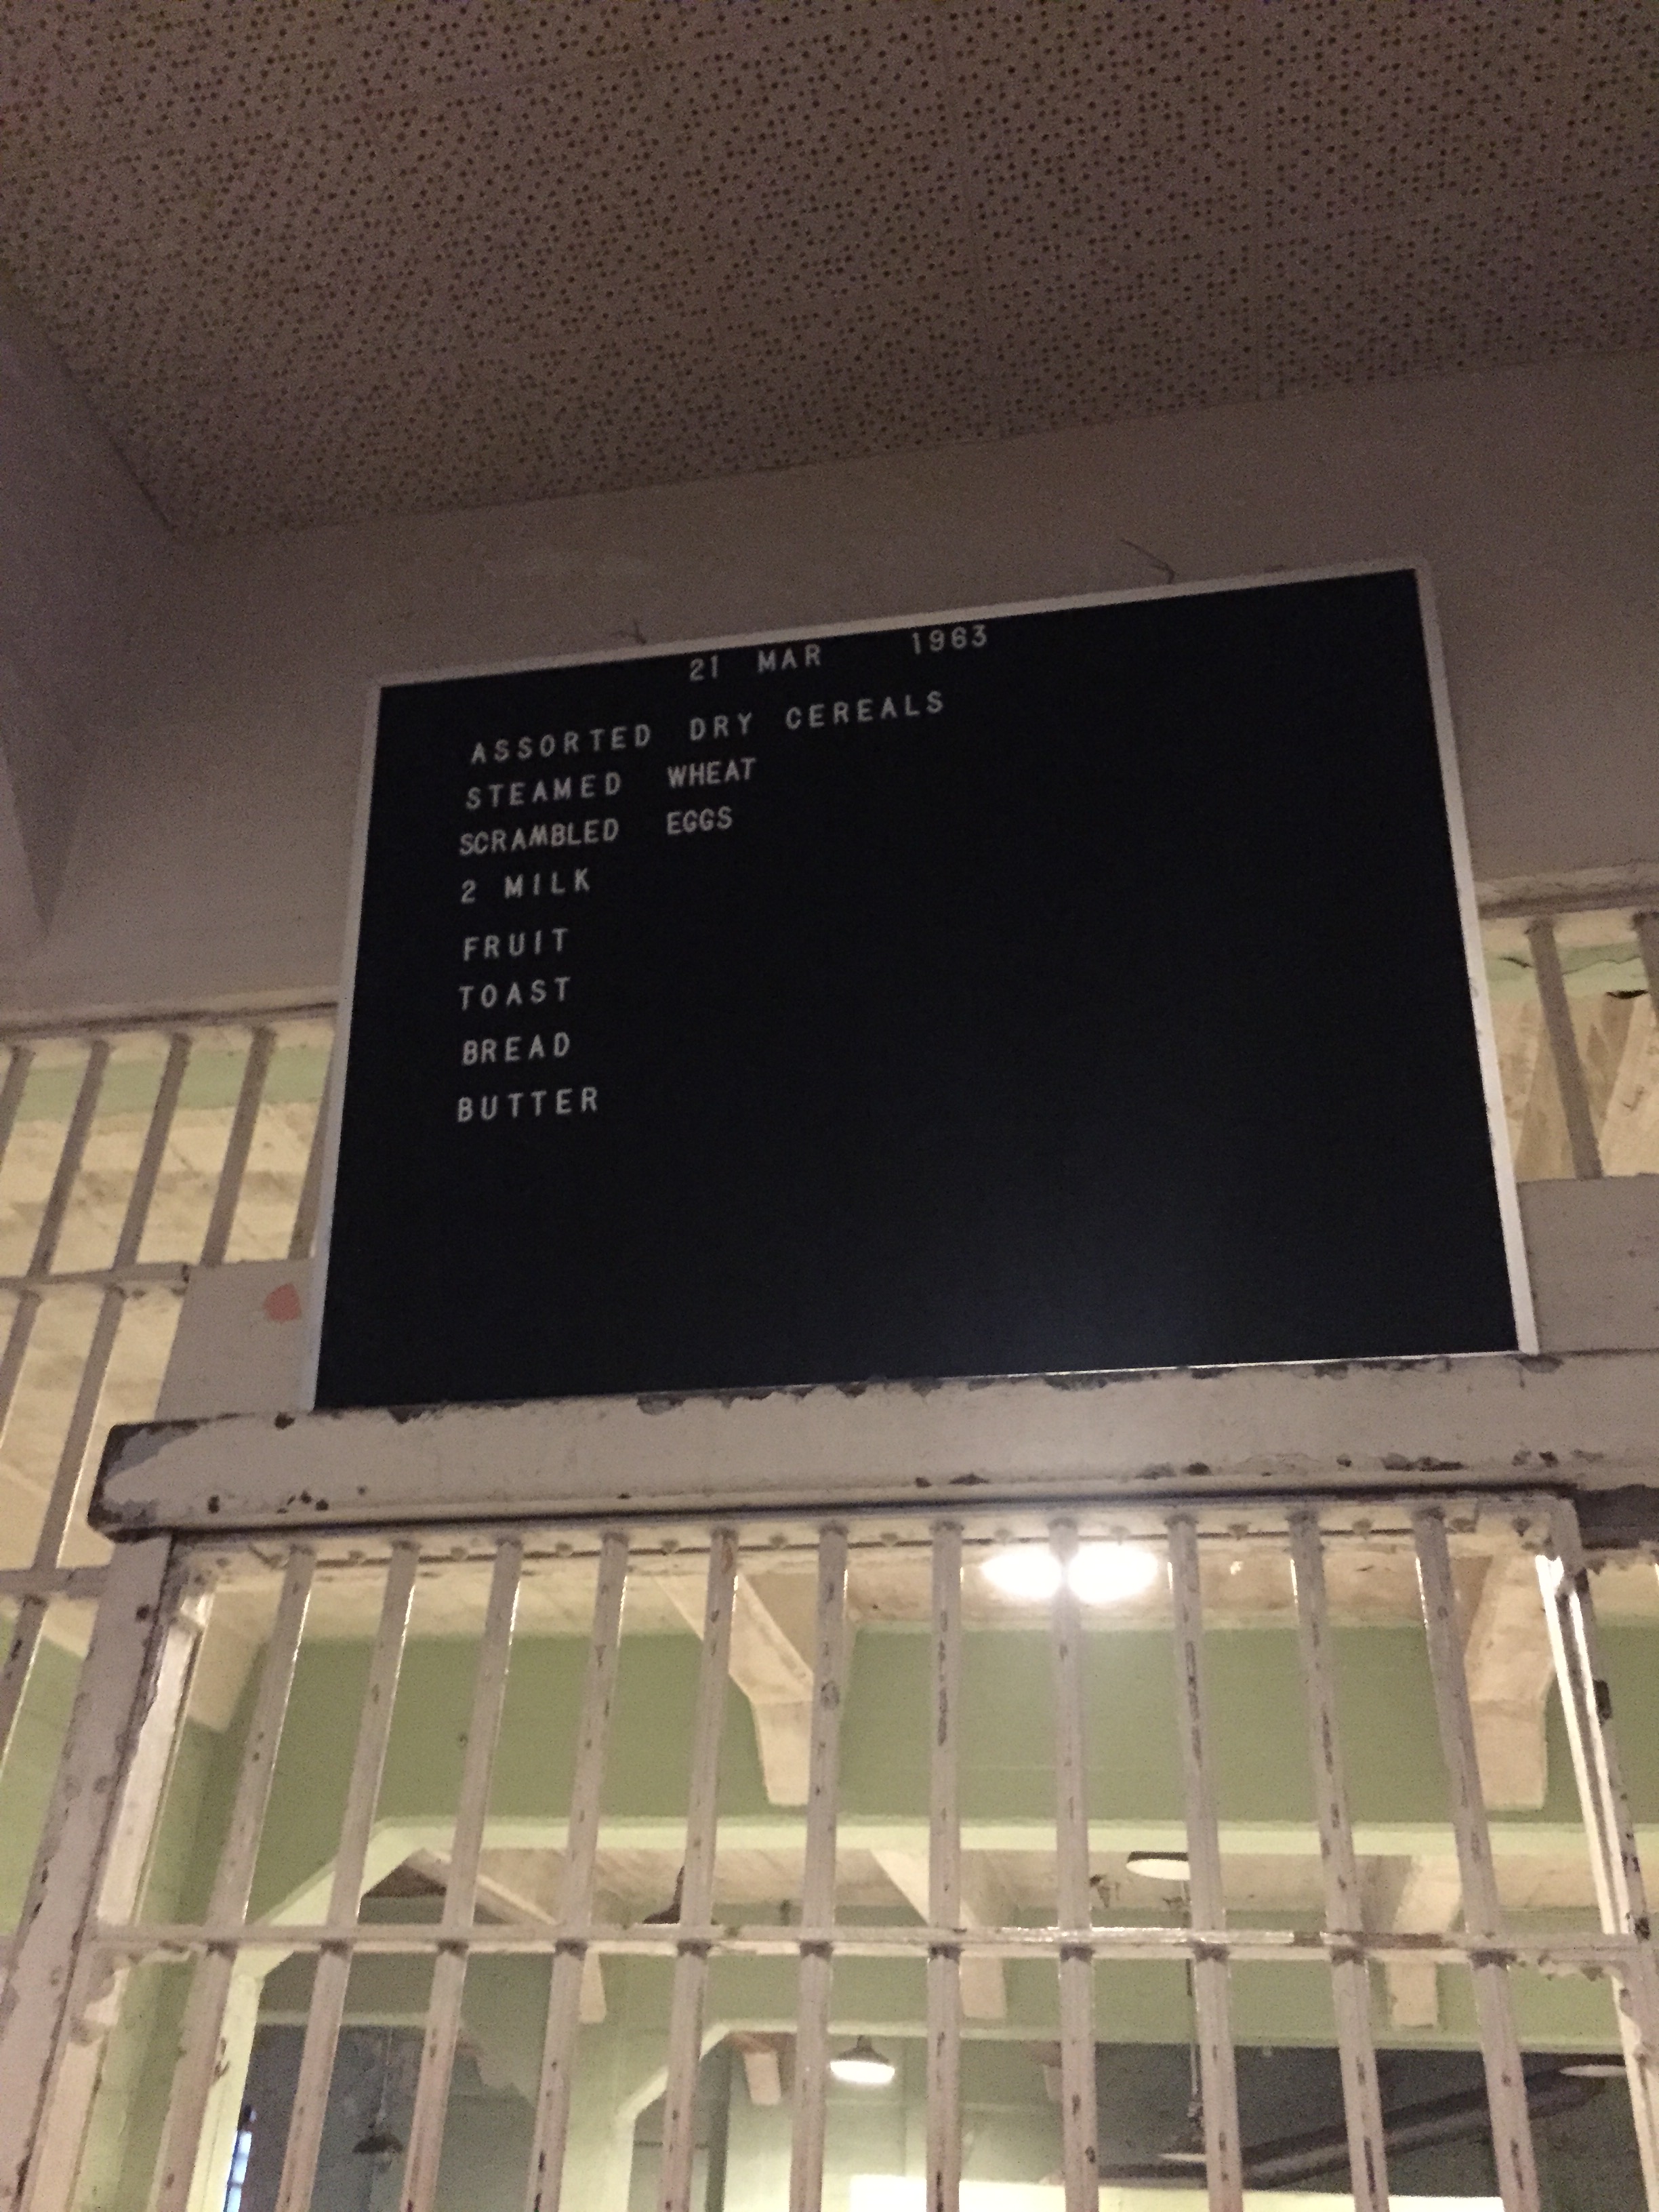 21 MAR 1963
ASSORTED DRY CEREALS
STEAMED WHEAT
SCRAMBLED EGGS
2 MILK
FRUIT
TOAST
BREAD
BUTTER